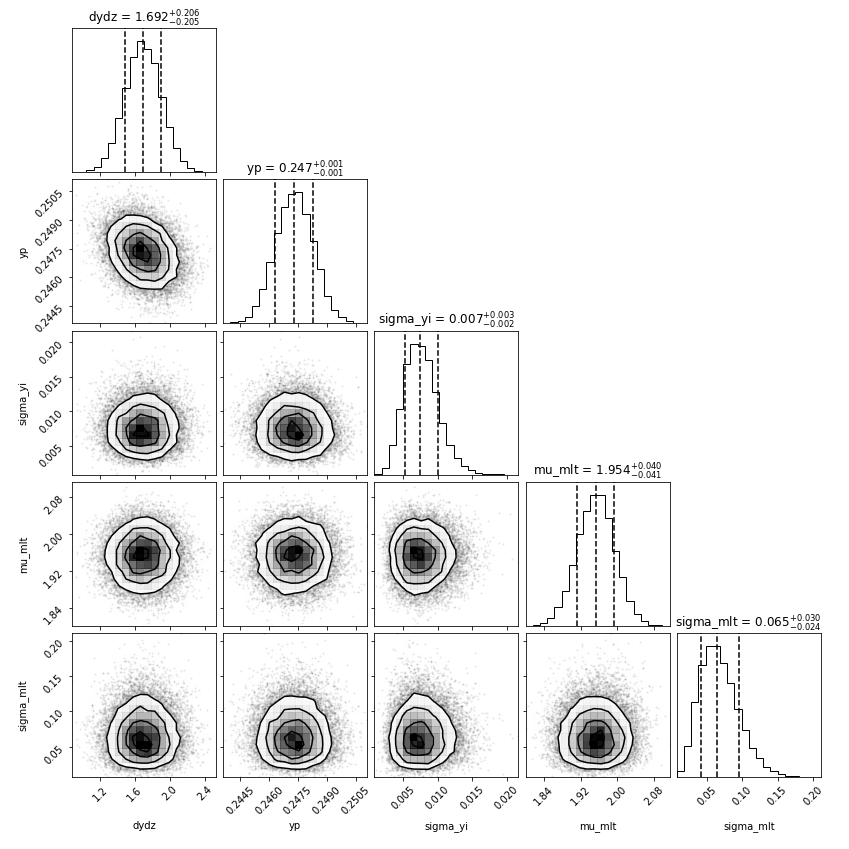 dydz = 1.692+0.206−0.205
yp = 0.247+0.001−0.001
sigma_yi = 0.007+0.003−0.002
mu_mlt = 1.954+0.040−0.041
sigma_mlt = 0.065+0.030−0.024
yp
0.2505
0.2490
0.2475
0.2460
0.2445
sigma_yi
0.020
0.015
0.010
0.005
mu_mlt
2.08
2.00
1.92
1.84
sigma_mlt
0.20
0.15
0.10
0.05
1.2 1.6 2.0 2.4
0.2445 0.2460 0.2475 0.2490 0.2505
0.005 0.010 0.015 0.020
1.84 1.92 2.00 2.08
0.05 0.10 0.15 0.20
dydz
yp
sigma_yi
mu_mlt
sigma_mlt